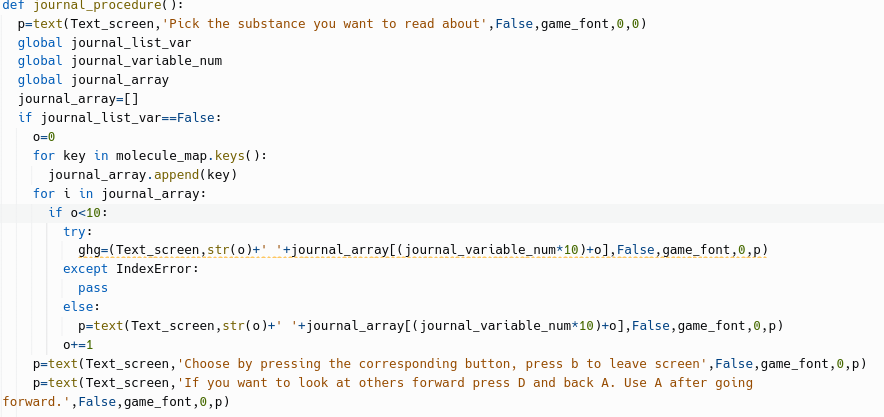 def journal_procedure():
  p=text(Text_screen,'Pick the substance you want to read about',False,game_font,0,0)
  global journal_list_var
  global journal_variable_num
  global journal_array
  journal_array=[]
  if journal_list_var==False:
    o=0
    for key in molecule_map.keys():
      journal_array.append(key)
    for i in journal_array:
      if o<10:
        try:
          ghg=(Text_screen,str(o)+' '+journal_array[(journal_variable_num*10)+o],False,game_font,0,p)
        except IndexError:
          pass
        else:
          p=text(Text_screen,str(o)+' '+journal_array[(journal_variable_num*10)+o],False,game_font,0,p)
        o+=1
    p=text(Text_screen,'Choose by pressing the corresponding button, press b to leave screen',False,game_font,0,p)
    p=text(Text_screen,'If you want to look at others forward press D and back A. Use A after going
forward.',False,game_font,0,p)